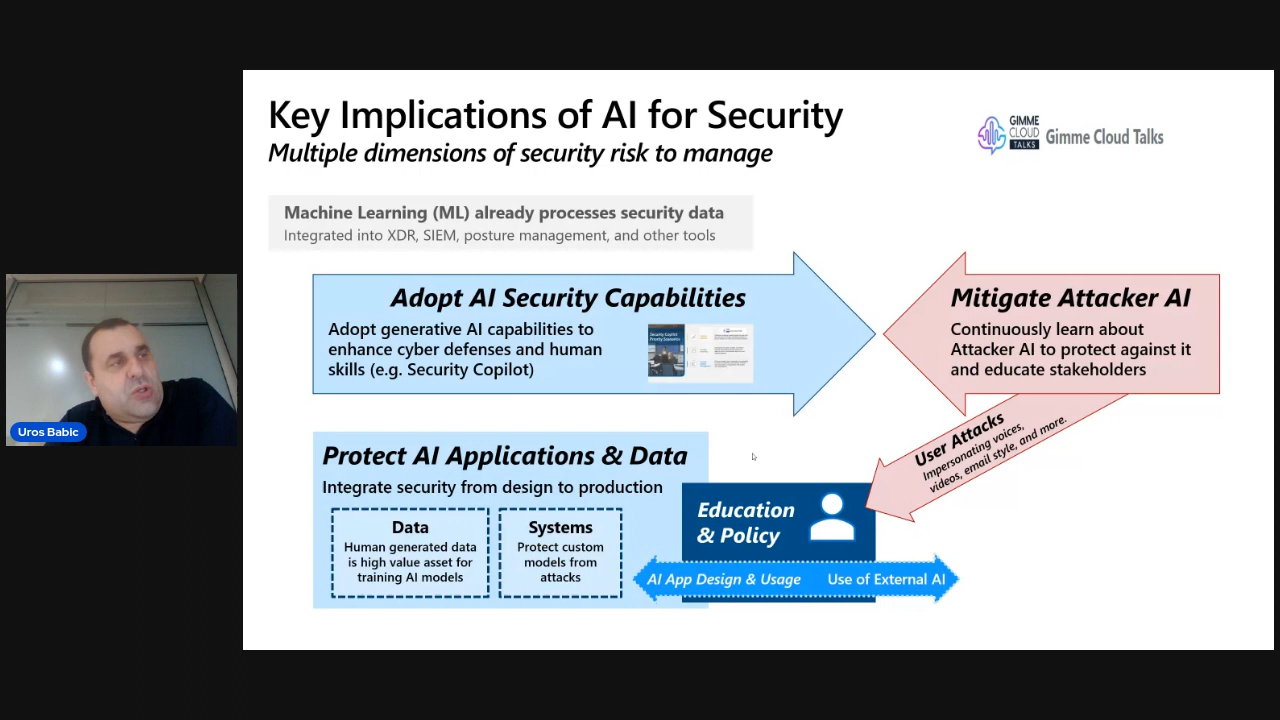 Key Implications of AI for Security
Multiple dimensions of security risk to manage
GIMME
CLOUD
TALKS
Gimme Cloud Talks
Machine Learning (ML) already processes security data
Integrated into XDR, SIEM, posture management, and other tools
Adopt AI Security Capabilities
Adopt generative AI capabilities to
enhance cyber defenses and human
skills (e.g. Security Copilot)
Security Copilot
Priority Scenarios
Mitigate Attacker AI
Continuously learn about
Attacker AI to protect against it
and educate stakeholders
User Attacks
Impersonating voices,
videos, email style, and more.
Uros Babic
Protect AI Applications & Data
Integrate security from design to production
Data
Human generated data
is high value asset for
training AI models
Systems
Protect custom
models from
attacks
Education
& Policy
AI App Design & Usage
Use of External AI